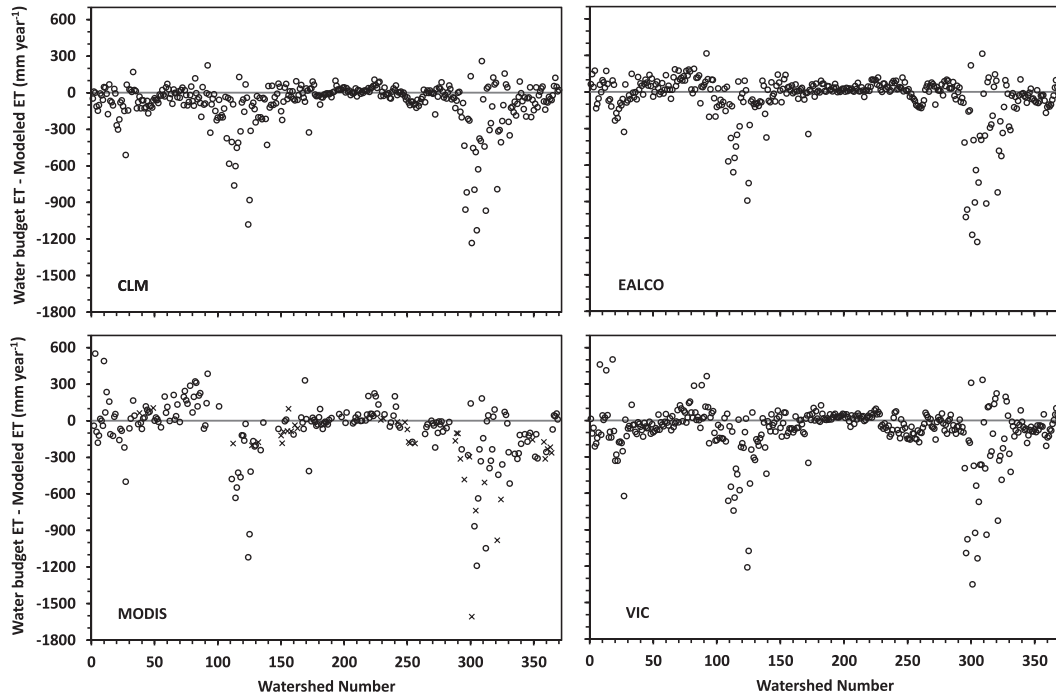 Water budget ET - Modeled ET (mm year-1)
600
300
0
-300
-600
-900
-1200
-1500
-1800
CLM
EALCO
Water budget ET - Modeled ET (mm year-1)
600
300
0
-300
-600
-900
-1200
-1500
-1800
MODIS
VIC
0 50 100 150 200 250 300 350
0 50 100 150 200 250 300 350
Watershed Number
Watershed Number